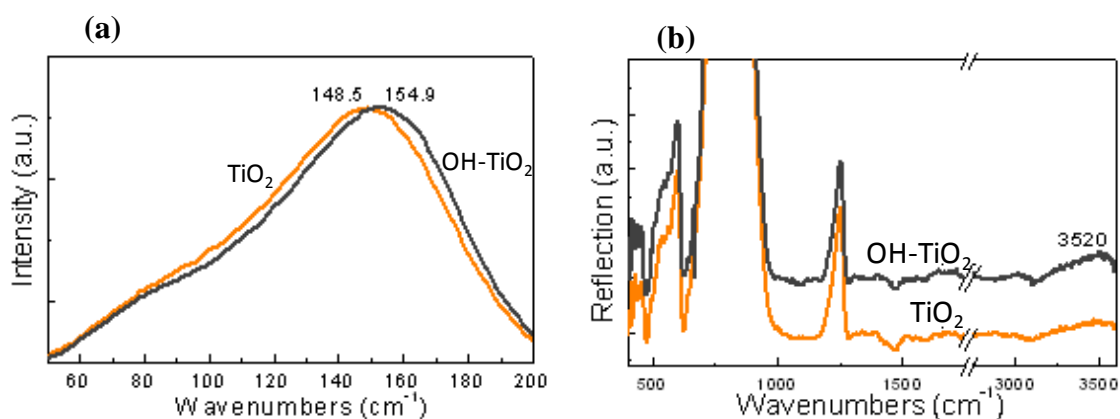 (a)
148.5 154.9
TiO₂
OH-TiO₂
Intensity (a.u.)
60 80 100 120 140 160 180 200
Wavenumbers (cm⁻¹)
(b)
3520
OH-TiO₂
TiO₂
Reflection (a.u.)
500 1000 1500 3000 3500
Wavenumbers (cm⁻¹)